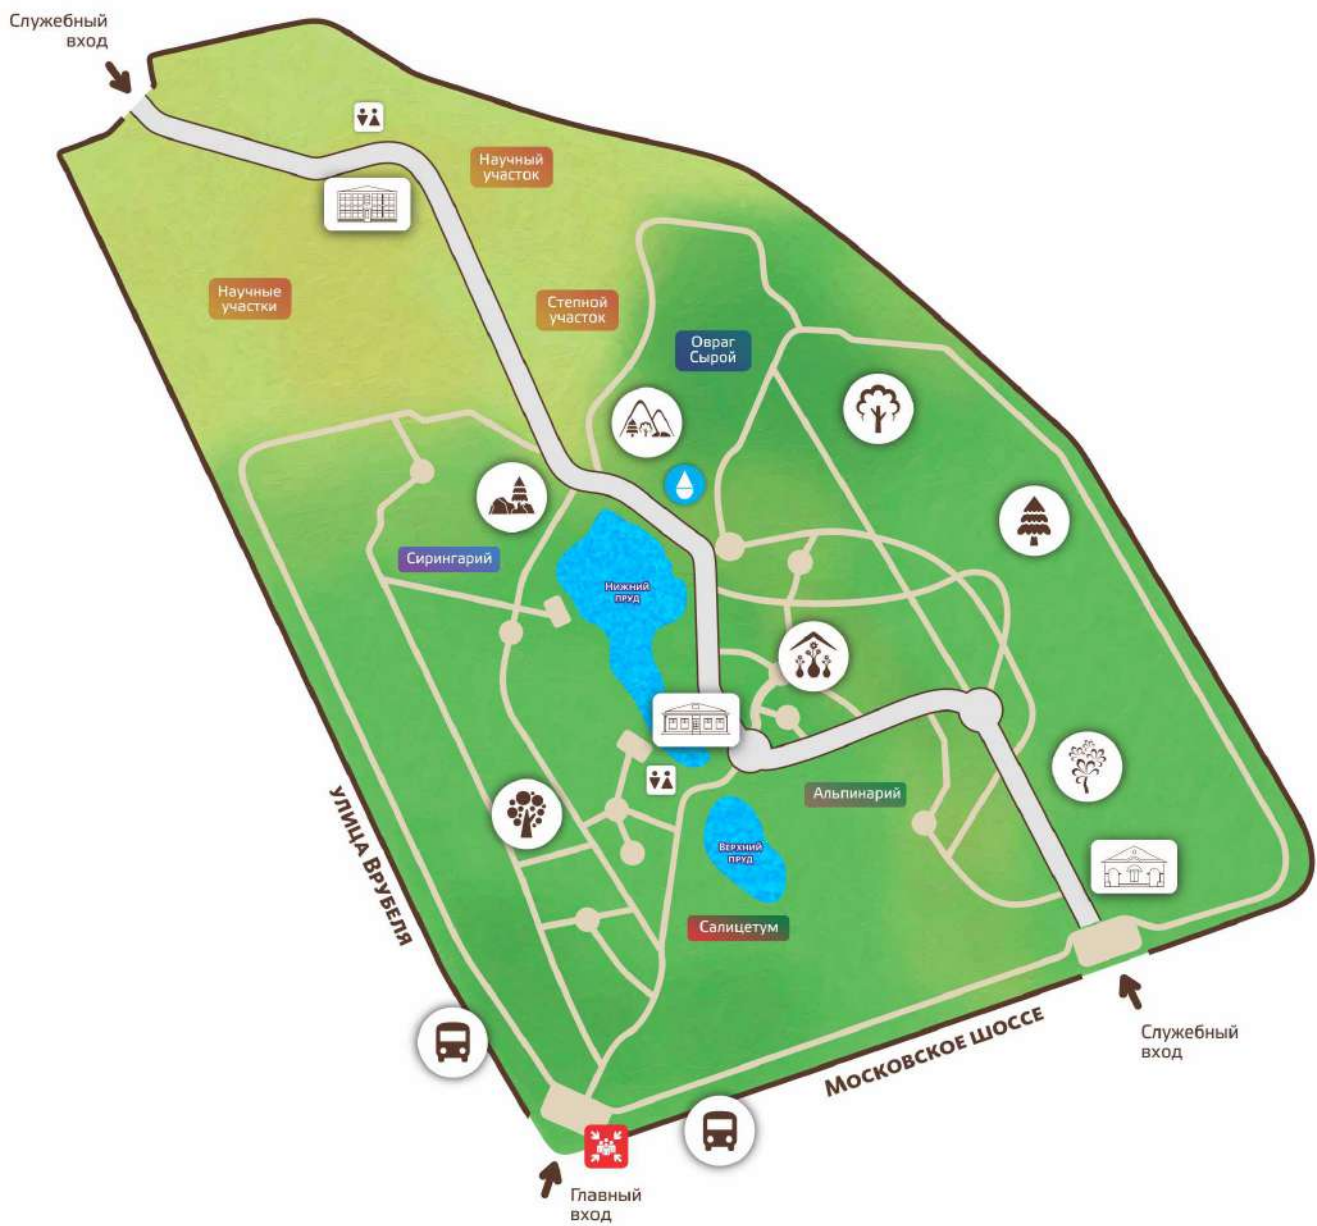 Служебный
вход
Научный
участок
Научные
участки
Степной
участок
Овраг
Сырой
Сирингарий
Нижний
пруд
Альпинарий
Верхний
пруд
Салицетум
улица Врубеля
Московское шоссе
Служебный
вход
Главный
вход